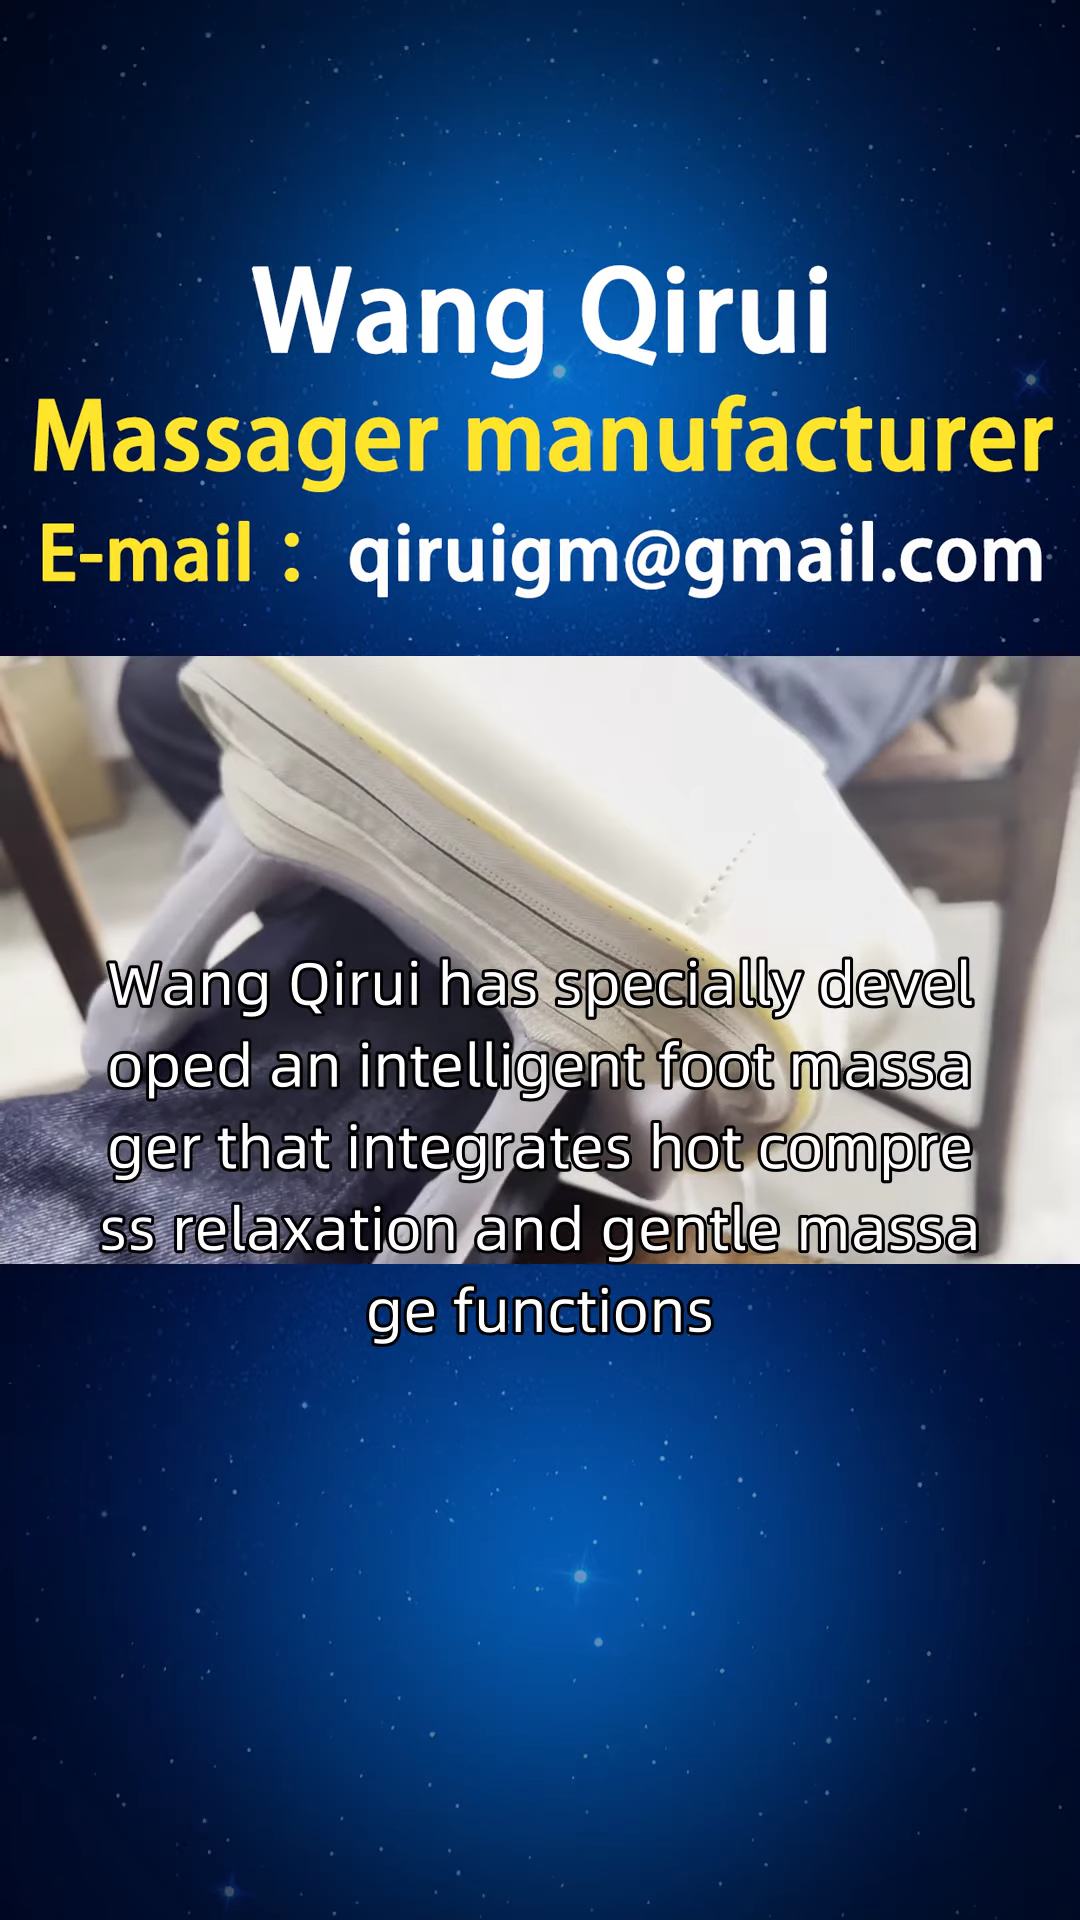 Wang Qirui
Massager manufacturer
E-mail： qiruigm@gmail.com
Wang Qirui has specially devel
oped an intelligent foot massa
ger that integrates hot compre
ss relaxation and gentle massa
ge functions